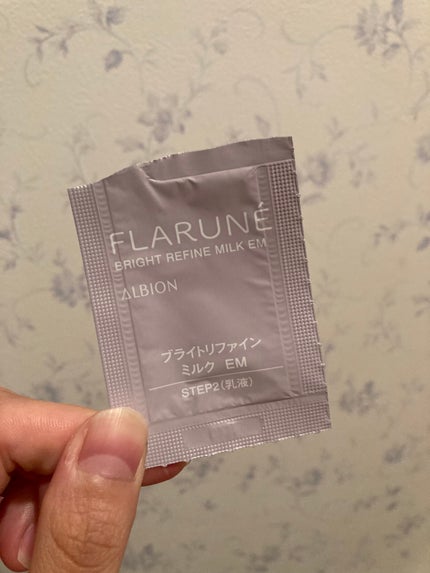 FLARUNÉ
BRIGHT REFINE MILK EM
ALBION
ブライトリファイン
ミルク EM
STEP2(乳液)